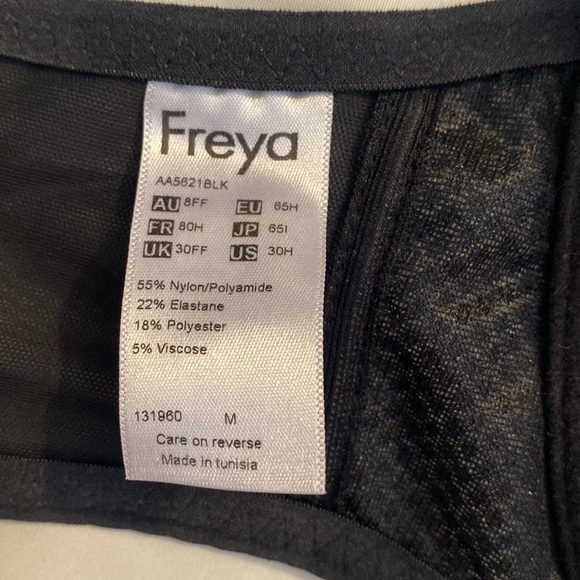 Freya
AA5621BLK
AU 8FF EU 65H
FR 80H JP 65I
UK 30FF US 30H
55% Nylon/Polyamide
22% Elastane
18% Polyester
5% Viscose
131960 M
Care on reverse
Made in tunisia